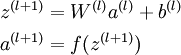 z^{(l+1)} = W^{(l)}a^{(l)} + b^{(l)}
a^{(l+1)} = f(z^{(l+1)})